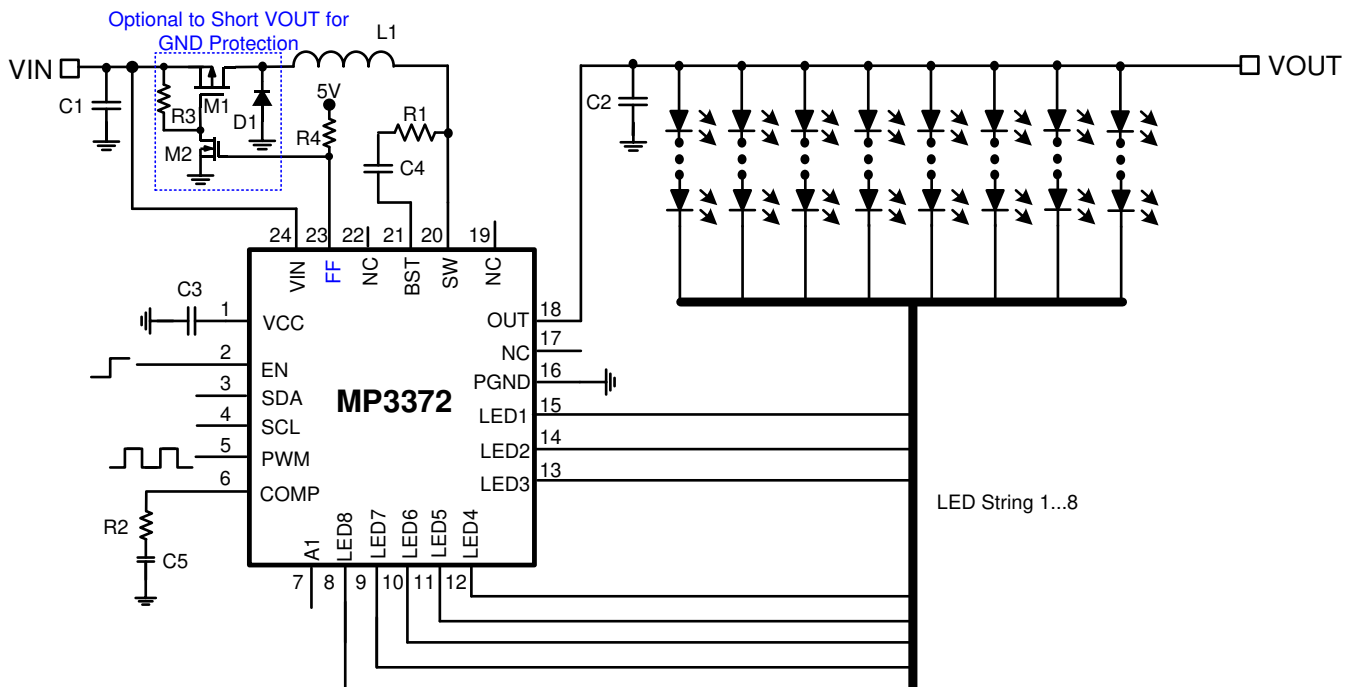 Optional to Short VOUT for
GND Protection
L1
VIN
VOUT
C1
R3
M1
D1
5V
R4
R1
C2
M2
C4
24
23
22
21
20
19
VIN
FF
NC
BST
SW
NC
C3
1
VCC
2
EN
3
SDA
4
SCL
5
PWM
6
COMP
MP3372
OUT
18
NC
17
PGND
16
LED1
15
LED2
14
LED3
13
LED String 1...8
R2
C5
A1
LED8
LED7
LED6
LED5
LED4
7
8
9
10
11
12